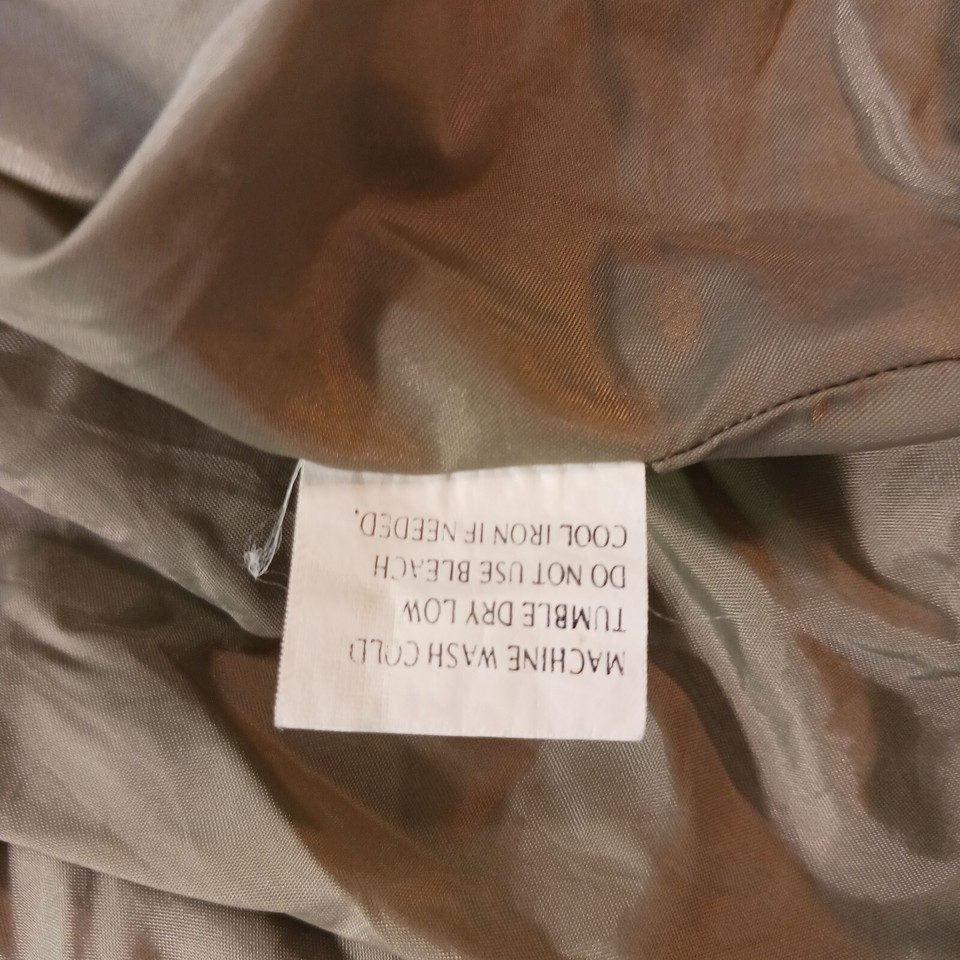 MACHINE WASH COLD
TUMBLE DRY LOW
DO NOT USE BLEACH
COOL IRON IF NEEDED.